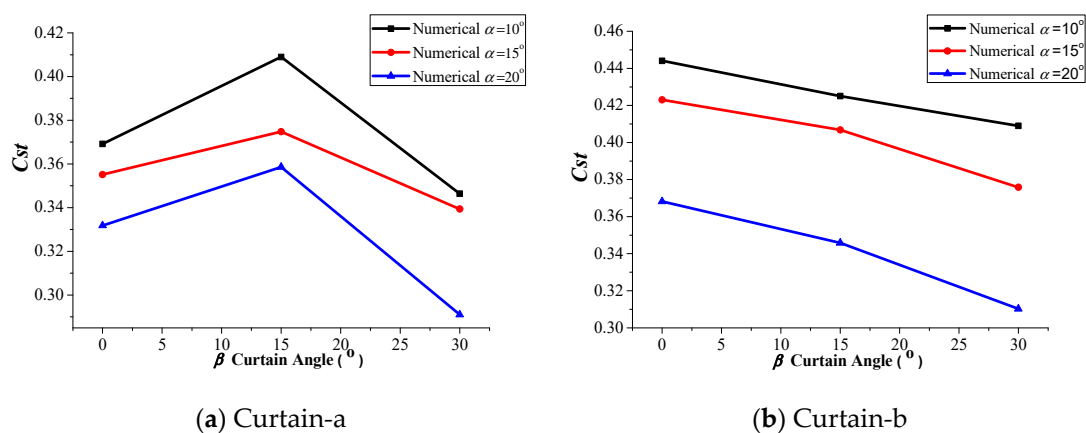 0.42
0.40
0.38
0.36
0.34
0.32
0.30
Cst
0 5 10 15 20 25 30
β Curtain Angle (°)
Numerical α=10°
Numerical α=15°
Numerical α=20°
(a) Curtain-a
0.46
0.44
0.42
0.40
0.38
0.36
0.34
0.32
0.30
Cst
0 5 10 15 20 25 30
β Curtain Angle (°)
Numerical α=10°
Numerical α=15°
Numerical α=20°
(b) Curtain-b